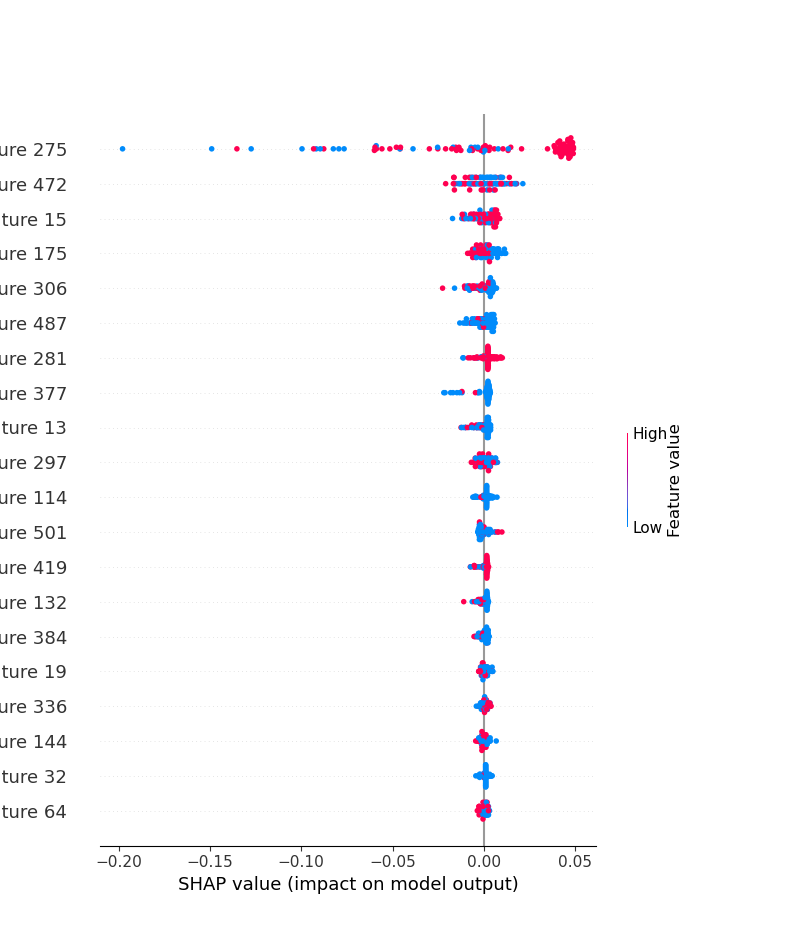 ure 275
ure 472
ture 15
ure 175
ure 306
ure 487
ure 281
ure 377
ture 13
ure 297
ure 114
ure 501
ure 419
ure 132
ure 384
ture 19
ure 336
ure 144
ture 32
ture 64
High
Low
Feature value
−0.20 −0.15 −0.10 −0.05 0.00 0.05
SHAP value (impact on model output)